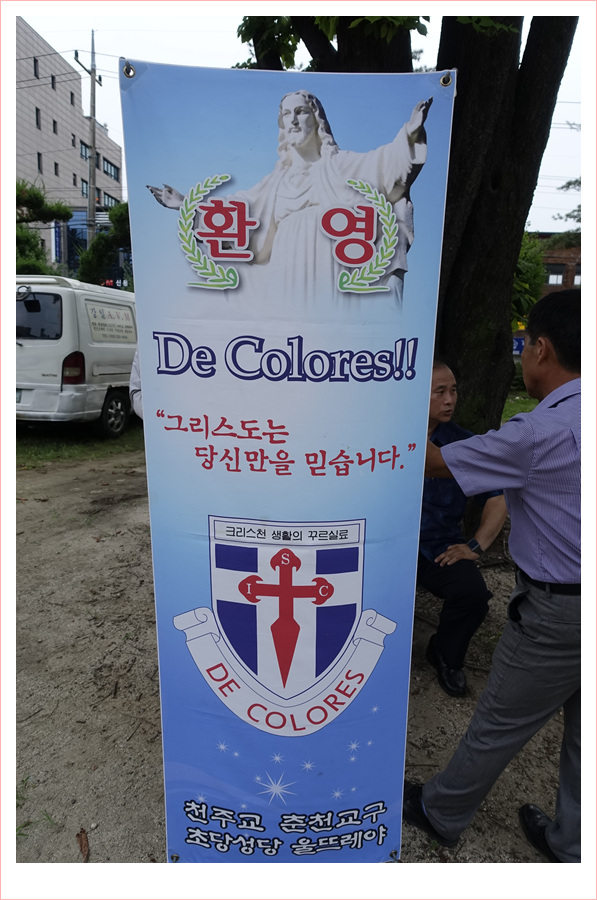 환 영
De Colores!!
“그리스도는
당신만을 믿습니다.”
크리스천 생활의 꾸르실료
S
I C
DE COLORES
천주교 춘천교구
초당성당 울뜨레야